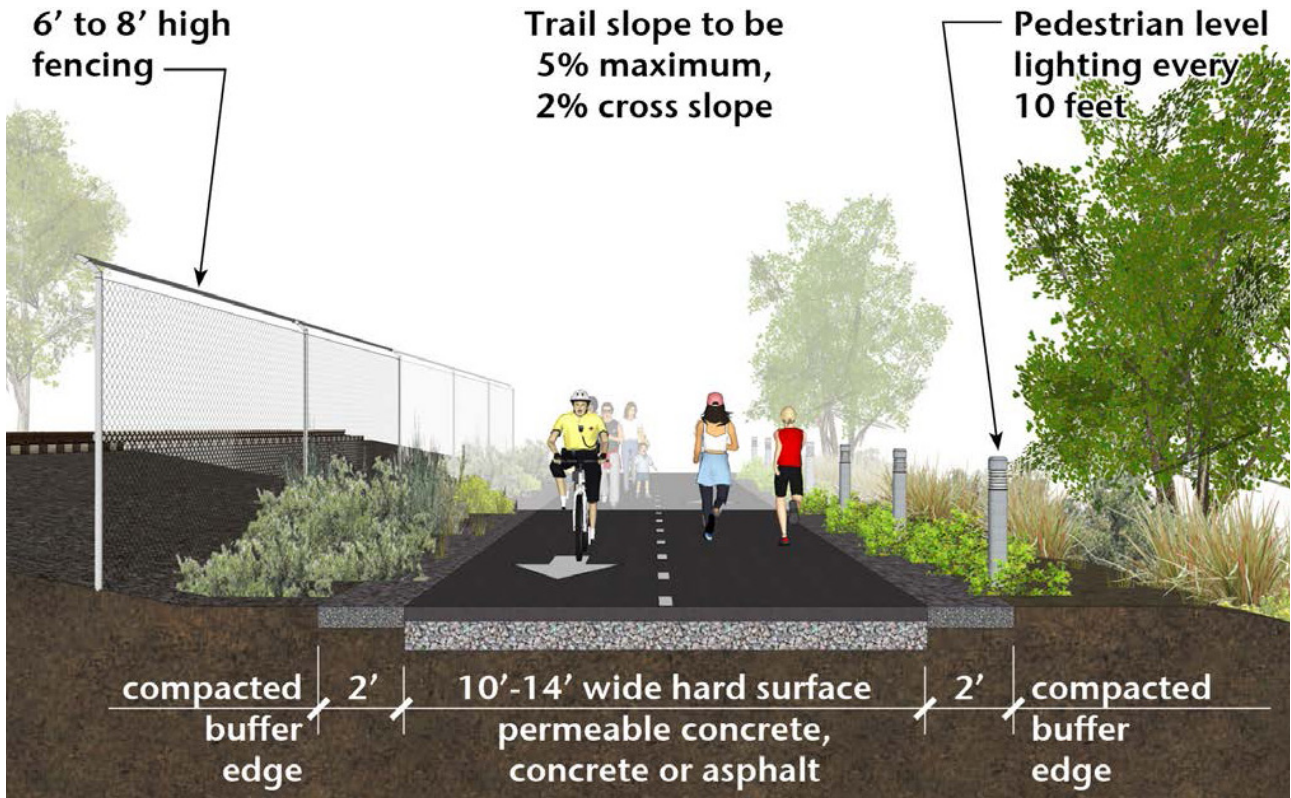 6’ to 8’ high
fencing
Trail slope to be
5% maximum,
2% cross slope
Pedestrian level
lighting every
10 feet
compacted
buffer
edge
2’
10’-14’ wide hard surface
permeable concrete,
concrete or asphalt
2’
compacted
buffer
edge